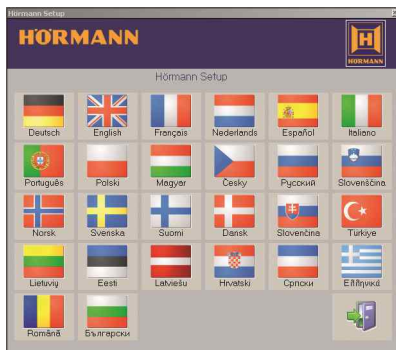 Hörmann Setup
HÖRMANN
HÖRMANN
Hörmann Setup
Deutsch English Français Nederlands Español Italiano
Português Polski Magyar Česky Русский Slovenščina
Norsk Svenska Suomi Dansk Slovenčina Türkiye
Lietuvių Eesti Latviešu Hrvatski Српски Ελληνικά
Română Български